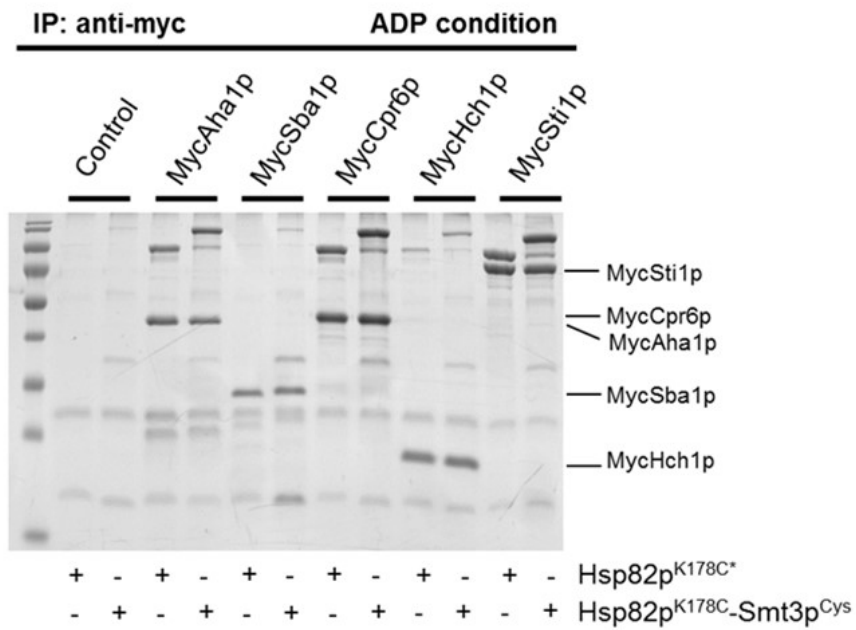 IP: anti-myc ADP condition
Control MycAha1p MycSba1p MycCpr6p MycHch1p MycSti1p
MycSti1p
MycCpr6p
MycAha1p
MycSba1p
MycHch1p
+ - + - + - + - + - + - Hsp82pK178C*
- + - + - + - + - + - + Hsp82pK178C-Smt3pCys